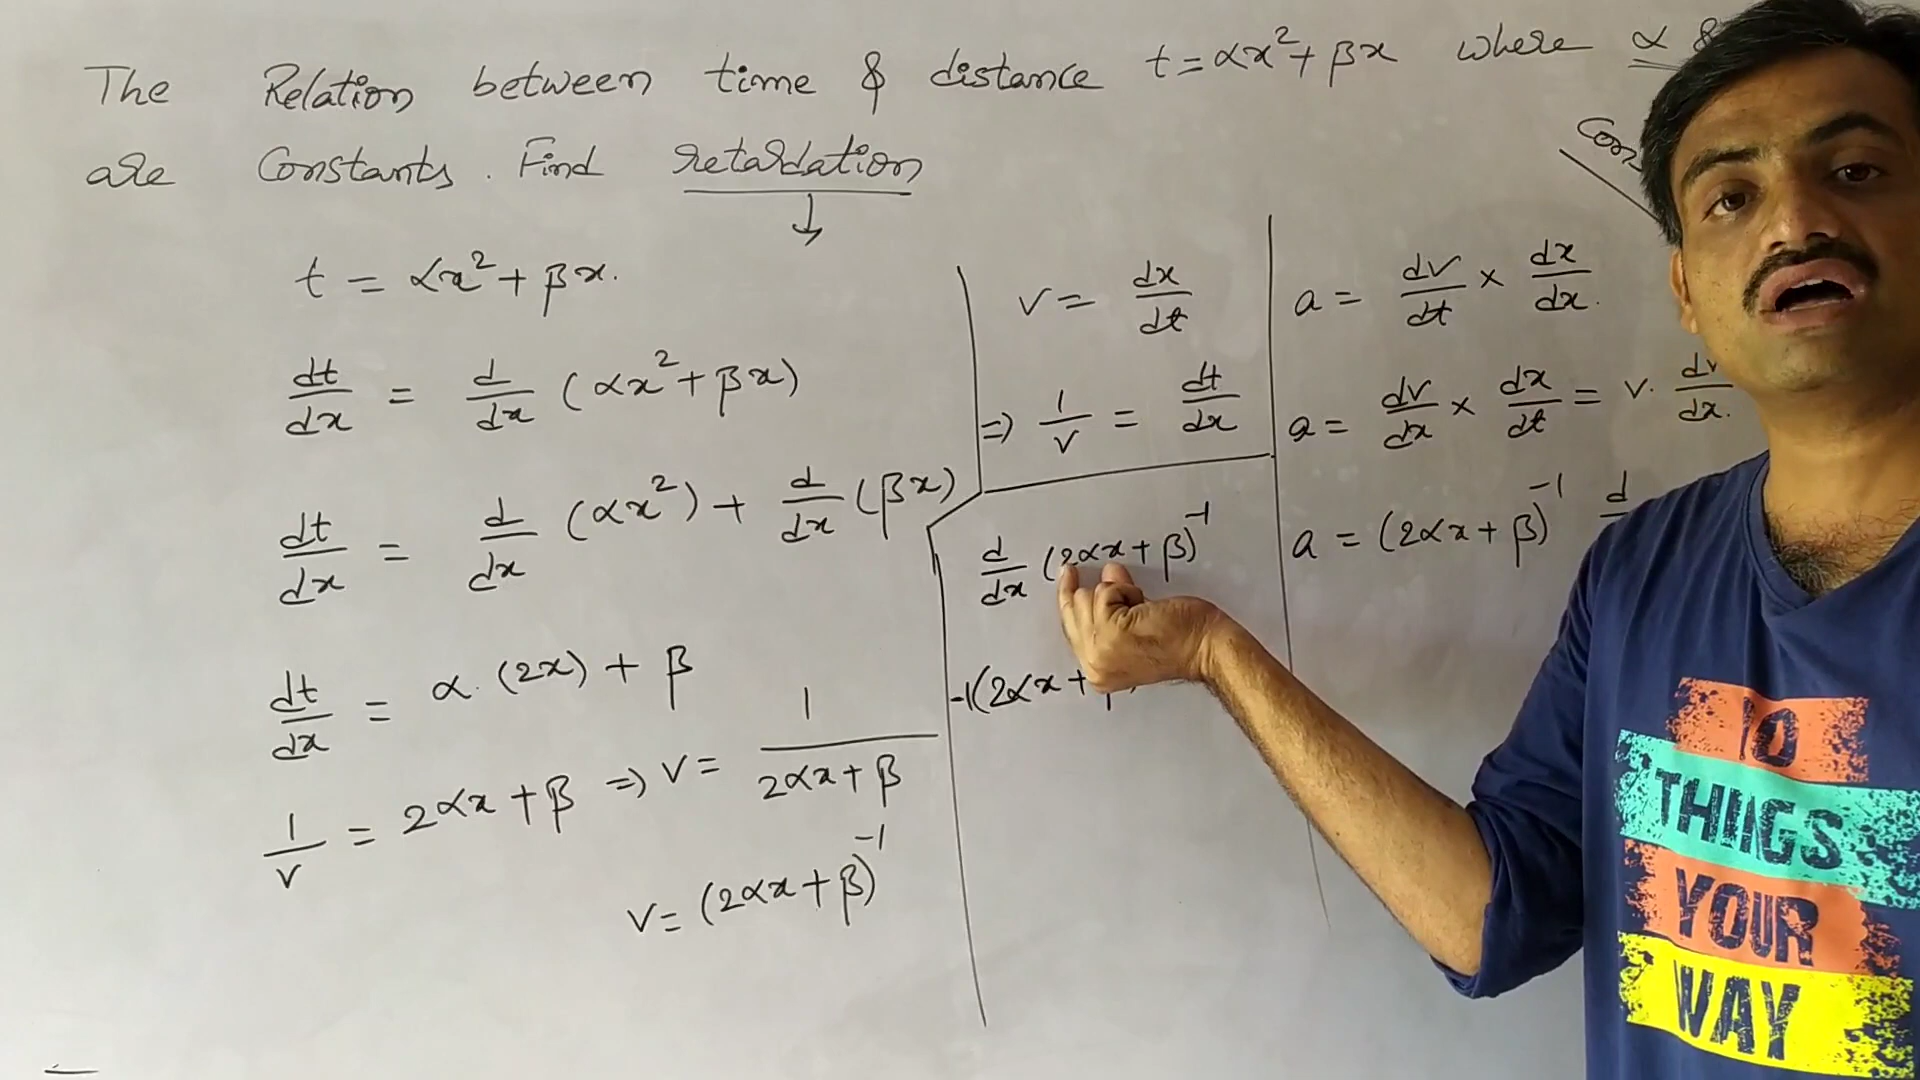 The Relation between time & distance t = αx² + βx where α &
are Constants. Find retardation
t = αx² + βx.
dt/dx = d/dx (αx² + βx)
dt/dx = d/dx (αx²) + d/dx (βx)
dt/dx = α. (2x) + β
1/v = 2αx + β => v = 1/(2αx + β)
v = (2αx + β)⁻¹
v = dx/dt
=> 1/v = dt/dx
d/dx (2αx + β)⁻¹
-1(2αx +
a = dv/dt × dx/dx.
a = dv/dx × dx/dt = v. dv/dx.
a = (2αx + β)⁻¹ d
10
THINGS
YOUR
WAY